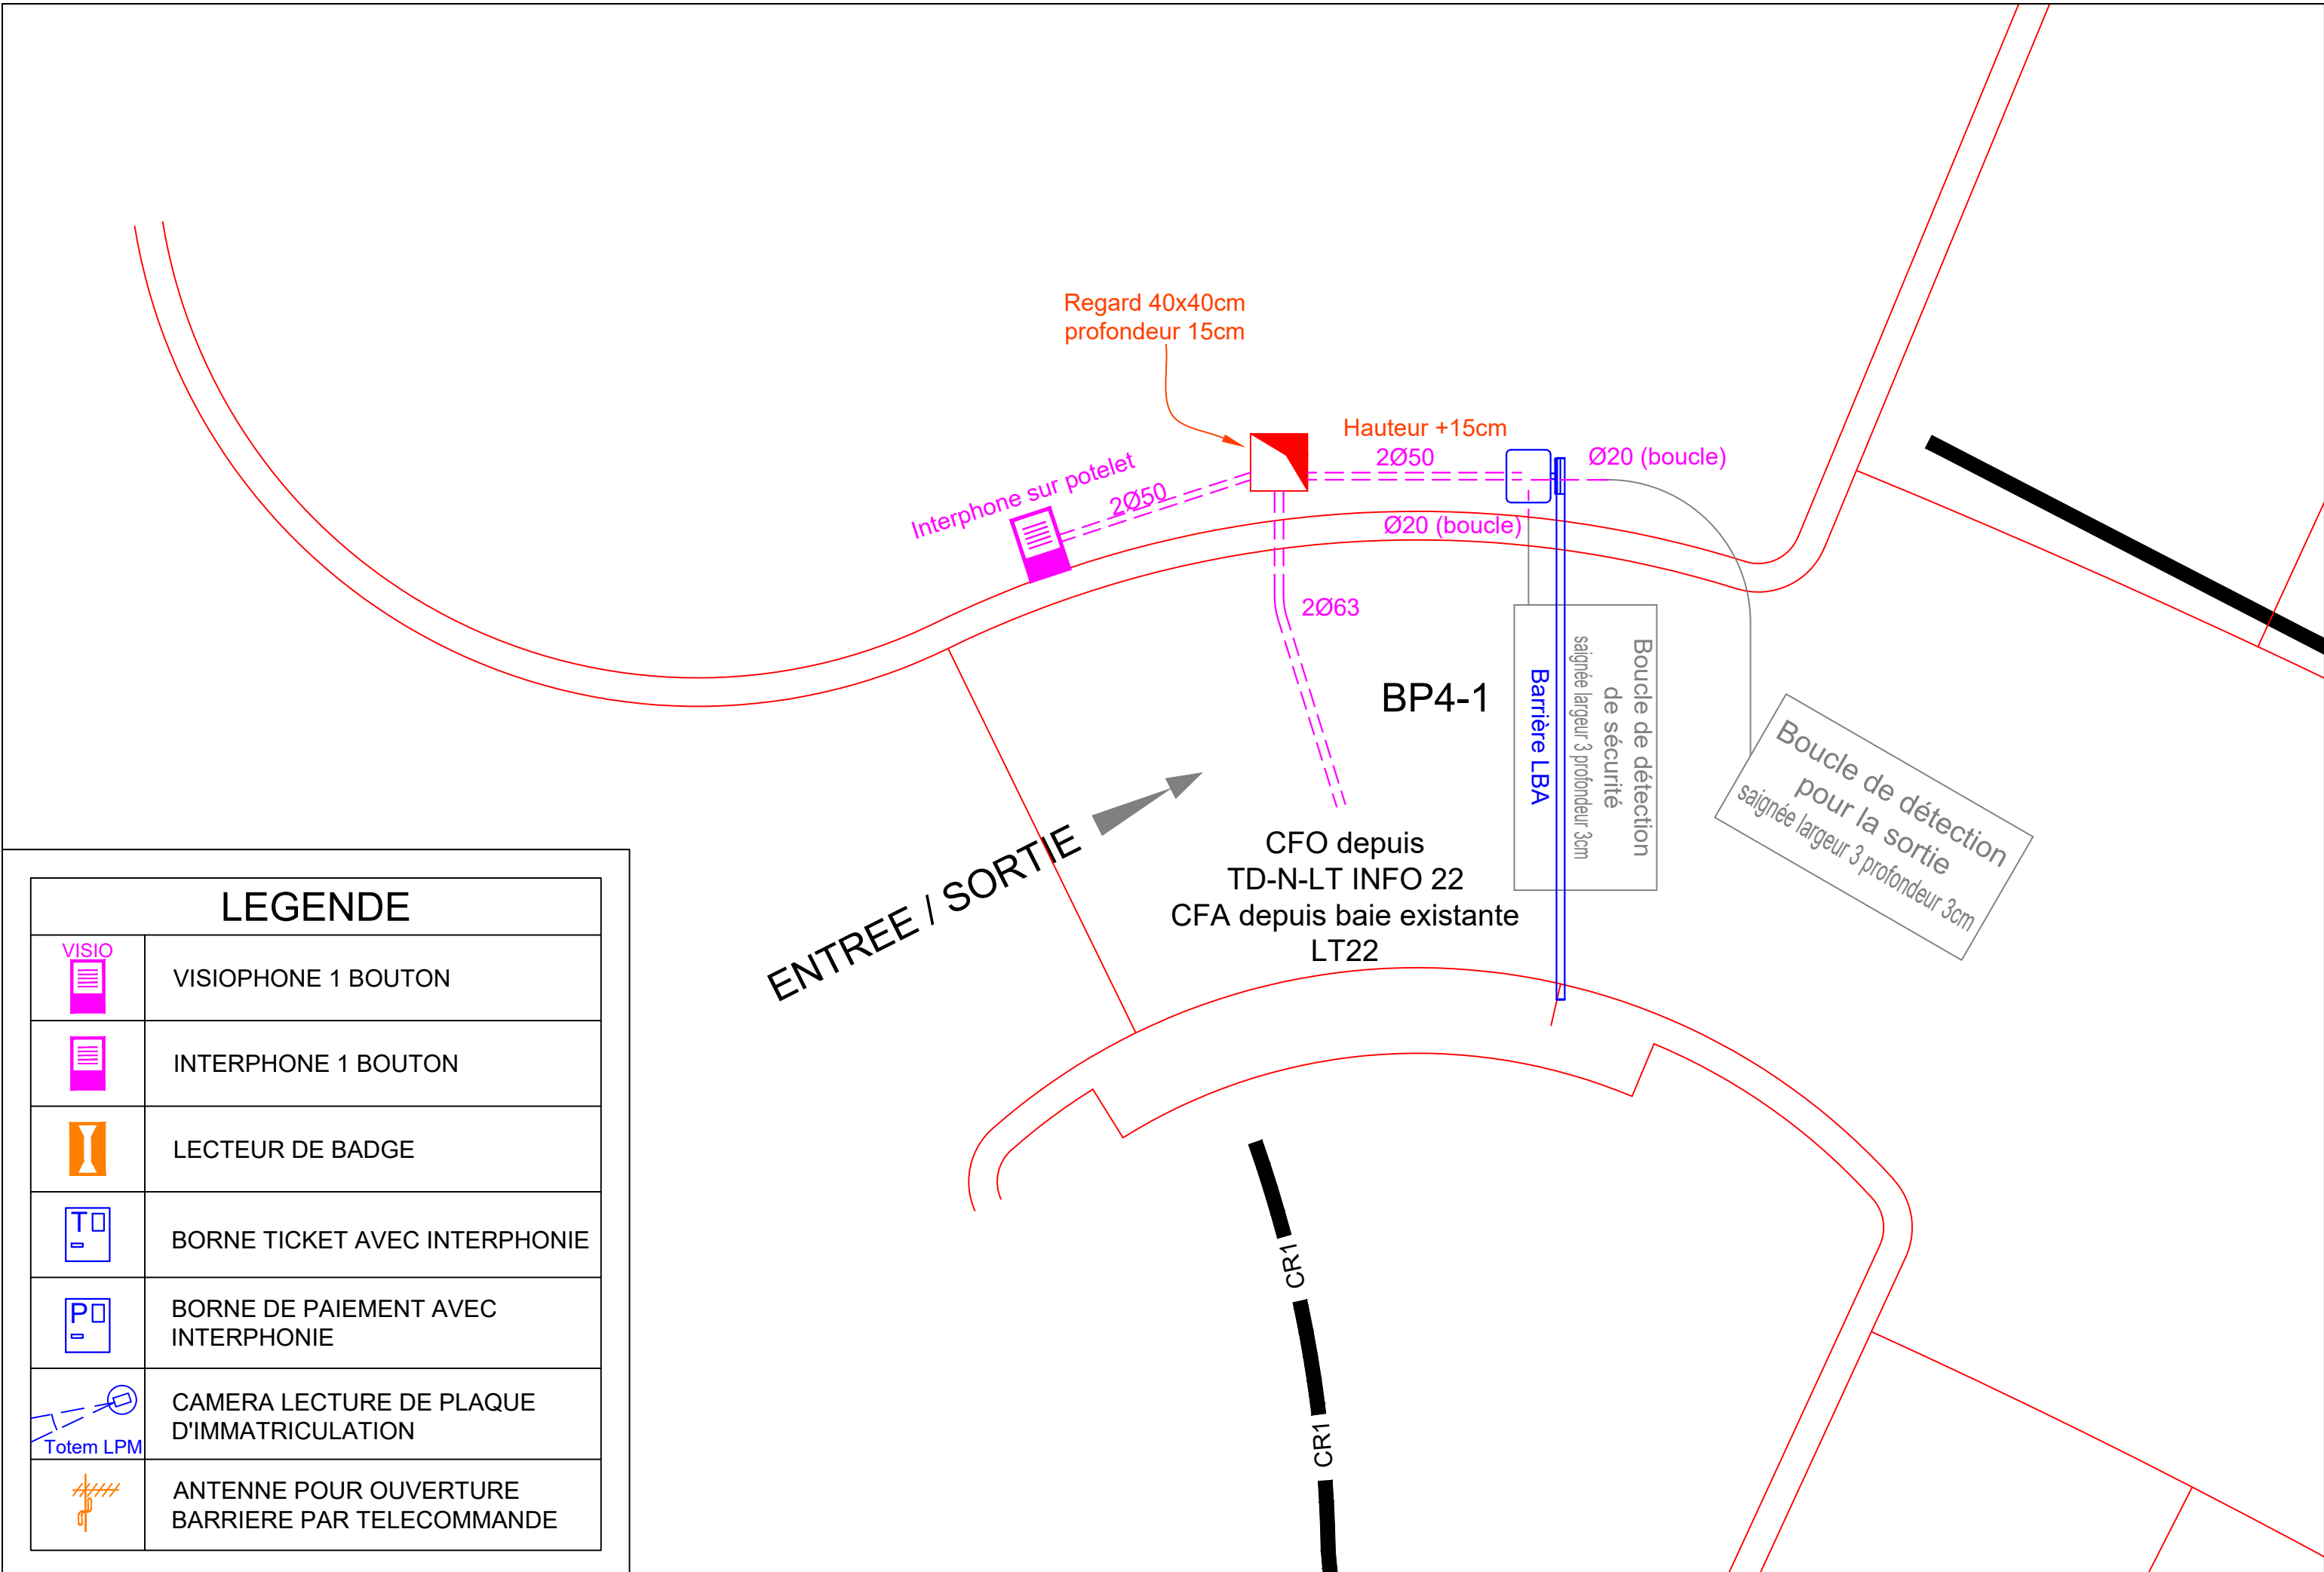 Regard 40x40cm
profondeur 15cm
Hauteur +15cm
2Ø50
Ø20 (boucle)
Interphone sur potelet
2Ø50
Ø20 (boucle)
2Ø63
BP4-1
Barrière LBA
Boucle de détection
de sécurité
saignée largeur 3 profondeur 3cm
Boucle de détection
pour la sortie
saignée largeur 3 profondeur 3cm
ENTREE / SORTIE
CFO depuis
TD-N-LT INFO 22
CFA depuis baie existante
LT22
CR1
CR1
LEGENDE
VISIO
VISIOPHONE 1 BOUTON
INTERPHONE 1 BOUTON
LECTEUR DE BADGE
T
BORNE TICKET AVEC INTERPHONIE
P
BORNE DE PAIEMENT AVEC
INTERPHONIE
Totem LPM
CAMERA LECTURE DE PLAQUE
D'IMMATRICULATION
ANTENNE POUR OUVERTURE
BARRIERE PAR TELECOMMANDE